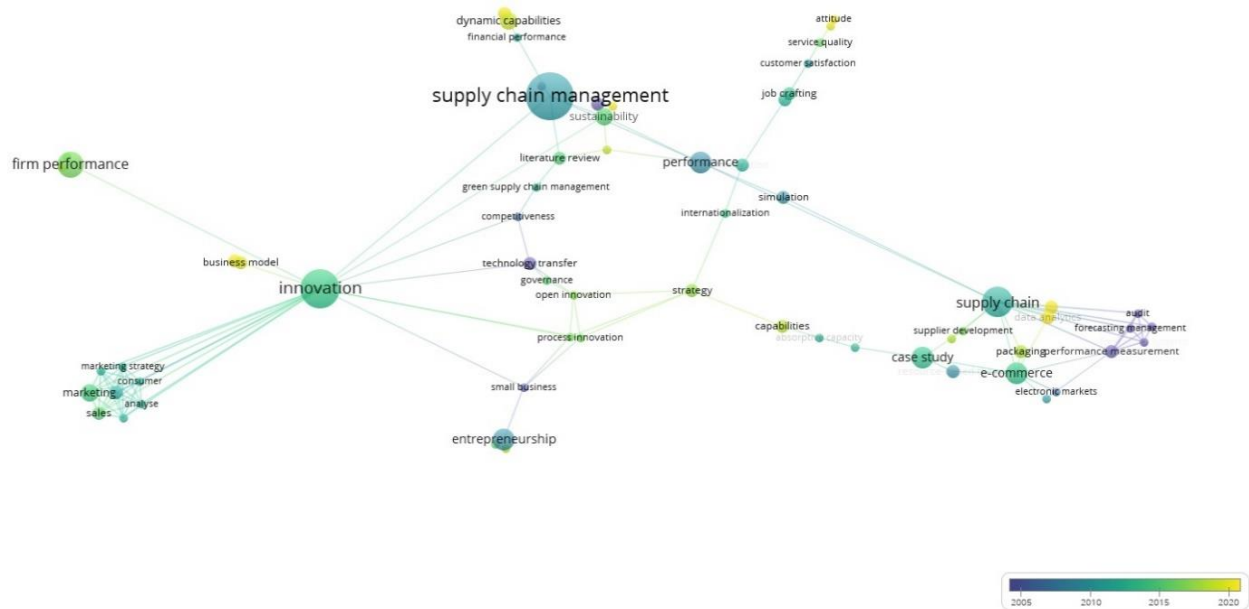 attitude
dynamic capabilities
financial performance
service quality
customer satisfaction
supply chain management
job crafting
sustainability
firm performance
literature review
performance
green supply chain management
simulation
competitiveness
internationalization
business model
technology transfer
governance
innovation
open innovation
strategy
supply chain
data analytics
audit
capabilities
supplier development
forecasting management
process innovation
absorptive capacity
case study
packaging
performance measurement
marketing strategy
e-commerce
consumer
marketing
small business
electronic markets
analyse
sales
entrepreneurship
2005 2010 2015 2020